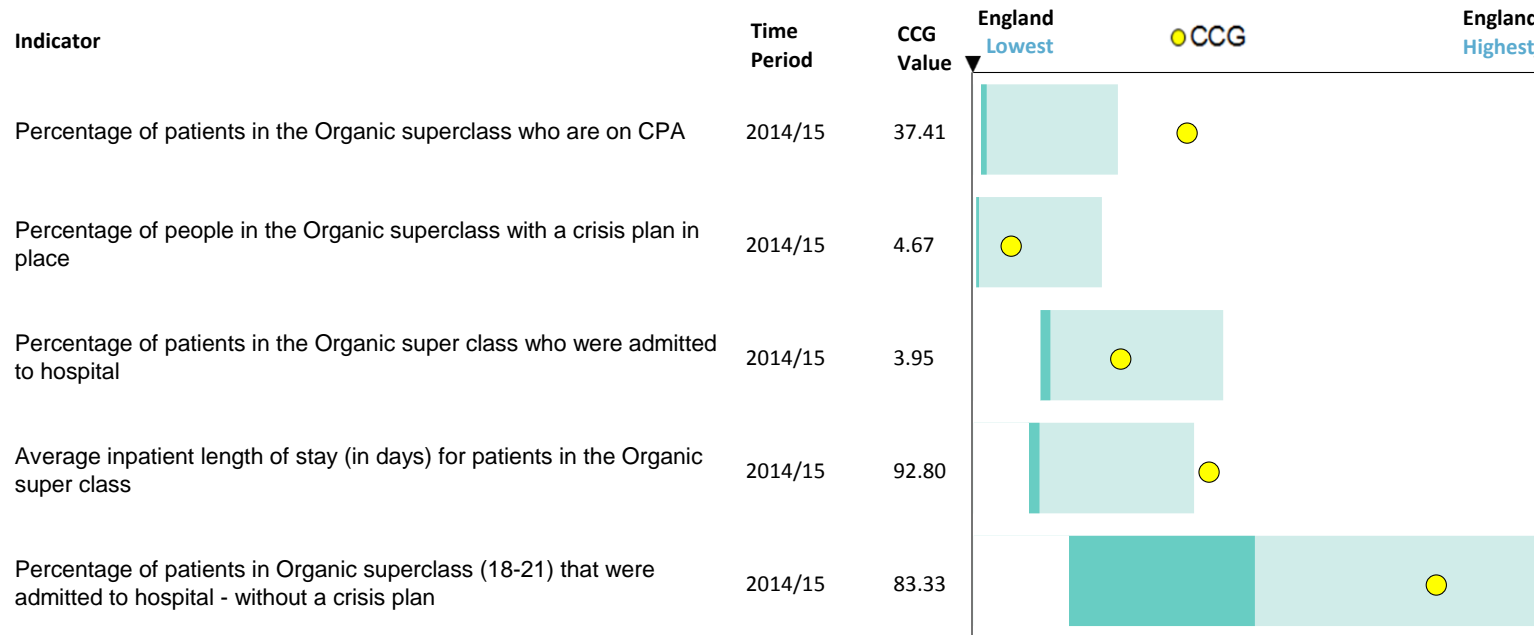 Indicator
Time
Period
CCG
Value
England
Lowest
CCG
England
Highest
Percentage of patients in the Organic superclass who are on CPA
2014/15
37.41
Percentage of people in the Organic superclass with a crisis plan in
place
2014/15
4.67
Percentage of patients in the Organic super class who were admitted
to hospital
2014/15
3.95
Average inpatient length of stay (in days) for patients in the Organic
super class
2014/15
92.80
Percentage of patients in Organic superclass (18-21) that were
admitted to hospital - without a crisis plan
2014/15
83.33